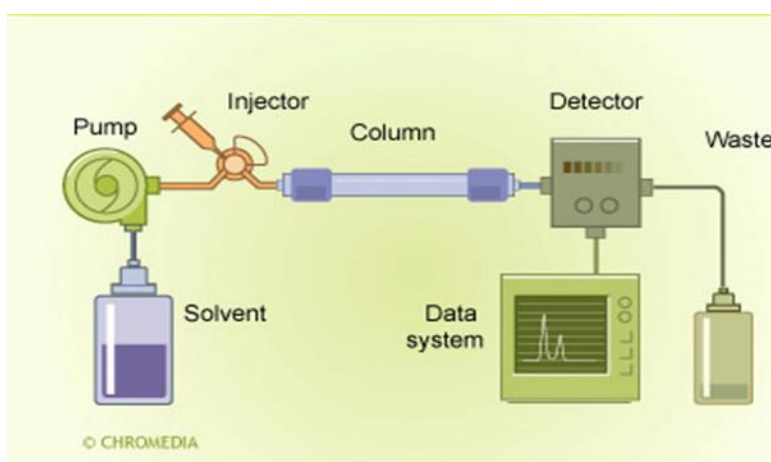 Injector
Detector
Pump
Column
Waste
Solvent
Data
system
© CHROMEDIA